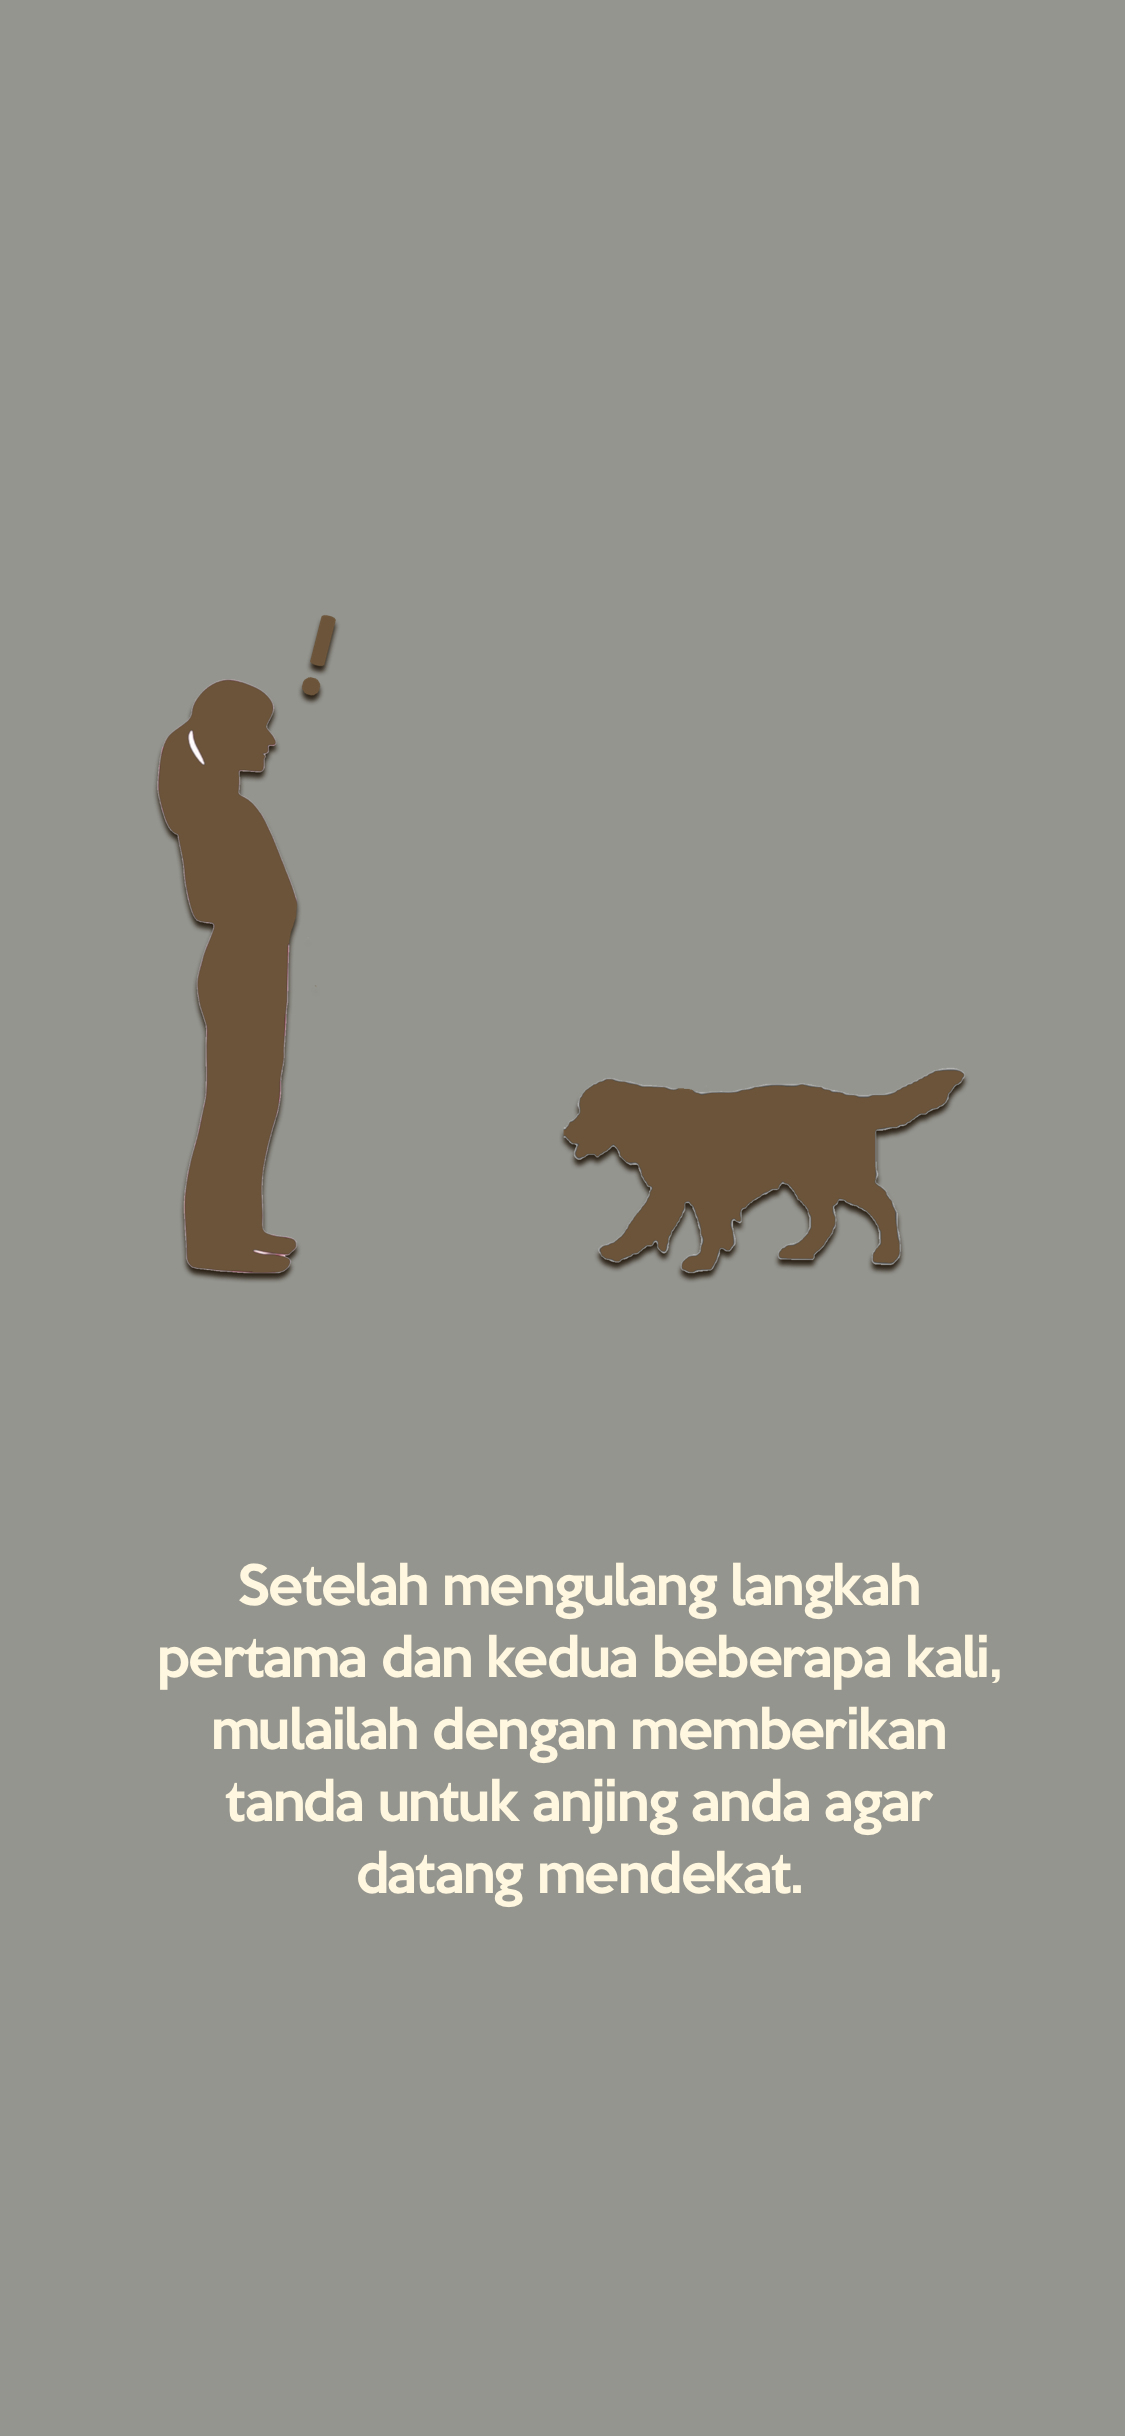 !
Setelah mengulang langkah
pertama dan kedua beberapa kali,
mulailah dengan memberikan
tanda untuk anjing anda agar
datang mendekat.